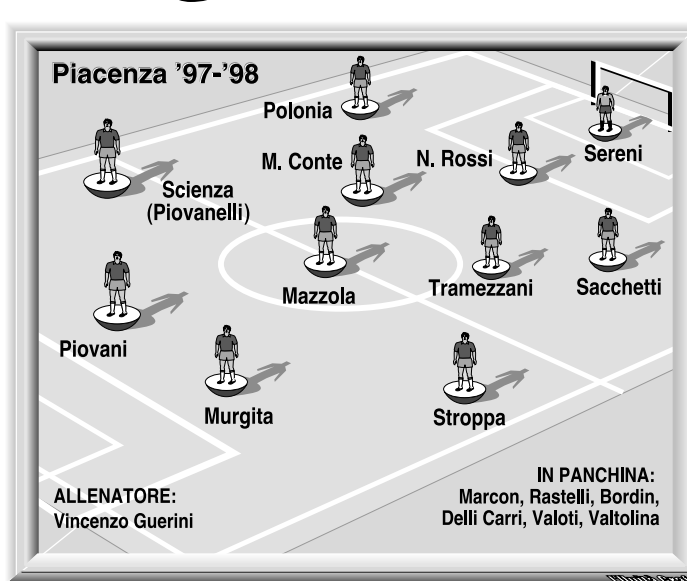 Piacenza '97-'98
Polonia
Sereni
M. Conte
N. Rossi
Scienza
(Piovanelli)
Mazzola
Tramezzani
Sacchetti
Piovani
Murgita
Stroppa
ALLENATORE:
Vincenzo Guerini
IN PANCHINA:
Marcon, Rastelli, Bordin,
Delli Carri, Valoti, Valtolina